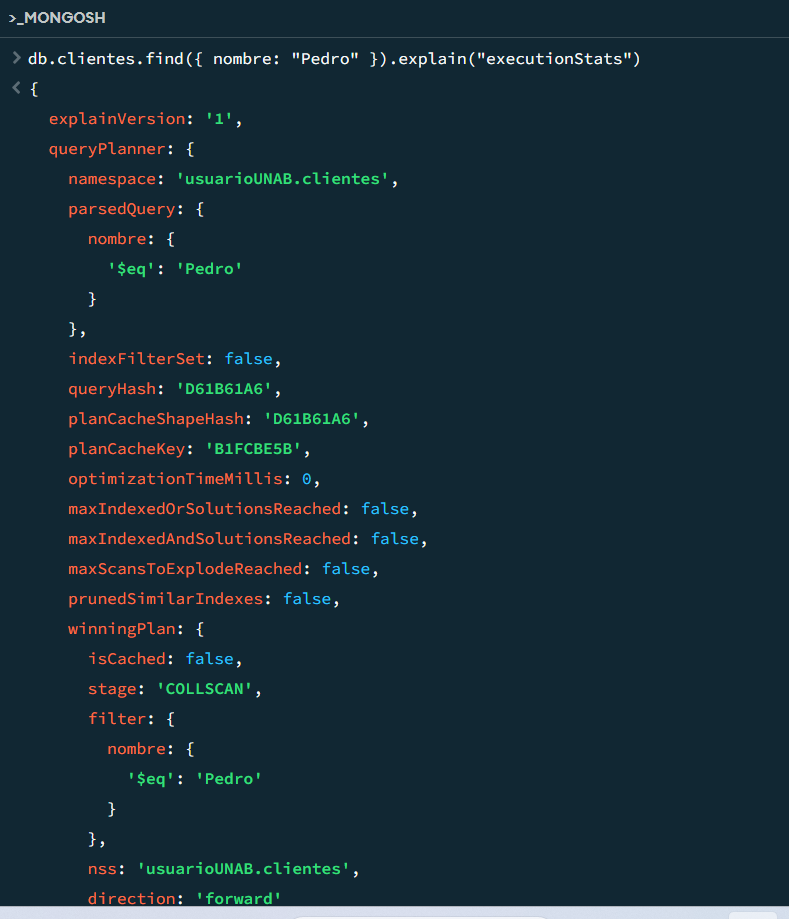 >_MONGOSH
> db.clientes.find({ nombre: "Pedro" }).explain("executionStats")
< {
explainVersion: '1',
queryPlanner: {
namespace: 'usuarioUNAB.clientes',
parsedQuery: {
nombre: {
'$eq': 'Pedro'
}
},
indexFilterSet: false,
queryHash: 'D61B61A6',
planCacheShapeHash: 'D61B61A6',
planCacheKey: 'B1FCBE5B',
optimizationTimeMillis: 0,
maxIndexedOrSolutionsReached: false,
maxIndexedAndSolutionsReached: false,
maxScansToExplodeReached: false,
prunedSimilarIndexes: false,
winningPlan: {
isCached: false,
stage: 'COLLSCAN',
filter: {
nombre: {
'$eq': 'Pedro'
}
},
nss: 'usuarioUNAB.clientes',
direction: 'forward'